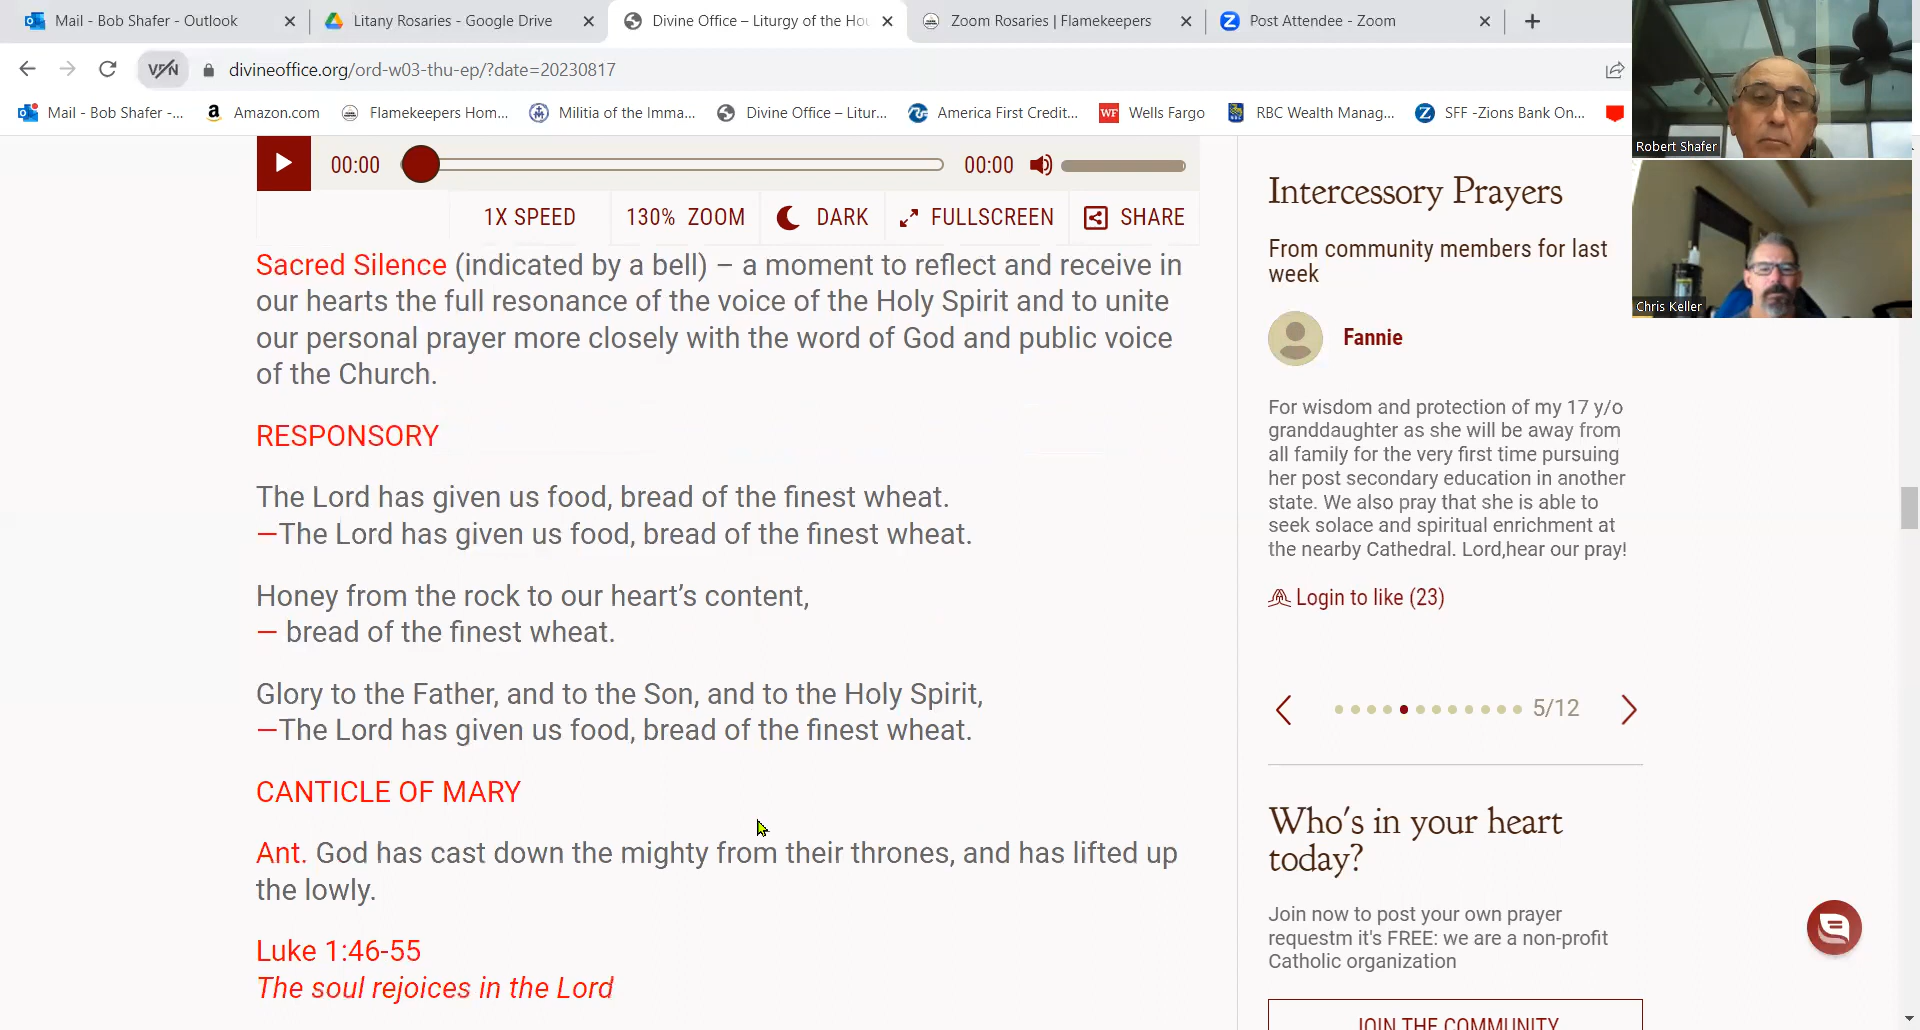 Mail - Bob Shafer - Outlook
Litany Rosaries - Google Drive
Divine Office – Liturgy of the Hou
Zoom Rosaries | Flamekeepers
Post Attendee - Zoom
VPN
divineoffice.org/ord-w03-thu-ep/?date=20230817
Mail - Bob Shafer -...
Amazon.com
Flamekeepers Hom...
Militia of the Imma...
Divine Office – Litur...
America First Credit...
WF Wells Fargo
RBC Wealth Manag...
SFF -Zions Bank On...
Robert Shafer
Chris Keller
00:00
00:00
1X SPEED
130% ZOOM
DARK
FULLSCREEN
SHARE
Sacred Silence (indicated by a bell) – a moment to reflect and receive in
our hearts the full resonance of the voice of the Holy Spirit and to unite
our personal prayer more closely with the word of God and public voice
of the Church.
RESPONSORY
The Lord has given us food, bread of the finest wheat.
—The Lord has given us food, bread of the finest wheat.
Honey from the rock to our heart’s content,
— bread of the finest wheat.
Glory to the Father, and to the Son, and to the Holy Spirit,
—The Lord has given us food, bread of the finest wheat.
CANTICLE OF MARY
Ant. God has cast down the mighty from their thrones, and has lifted up
the lowly.
Luke 1:46-55
The soul rejoices in the Lord
Intercessory Prayers
From community members for last
week
Fannie
For wisdom and protection of my 17 y/o
granddaughter as she will be away from
all family for the very first time pursuing
her post secondary education in another
state. We also pray that she is able to
seek solace and spiritual enrichment at
the nearby Cathedral. Lord,hear our pray!
Login to like (23)
5/12
Who's in your heart
today?
Join now to post your own prayer
requestm it's FREE: we are a non-profit
Catholic organization
JOIN THE COMMUNITY